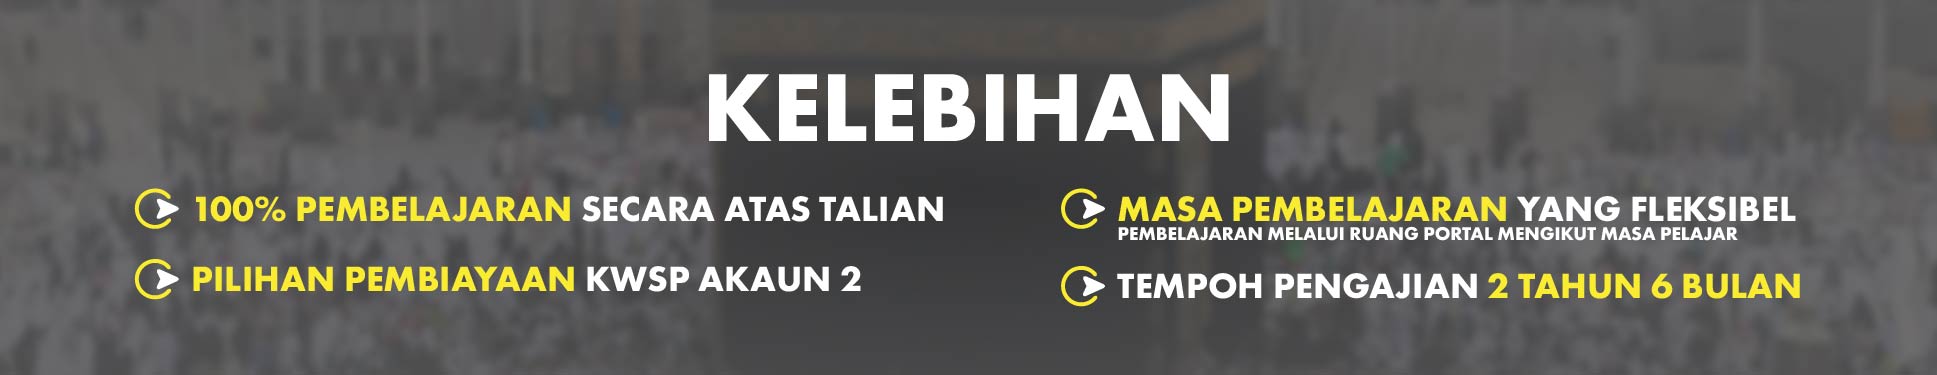 KELEBIHAN
100% PEMBELAJARAN SECARA ATAS TALIAN
PILIHAN PEMBIAYAAN KWSP AKAUN 2
MASA PEMBELAJARAN YANG FLEKSIBEL
PEMBELAJARAN MELALUI RUANG PORTAL MENGIKUT MASA PELAJAR
TEMPOH PENGAJIAN 2 TAHUN 6 BULAN